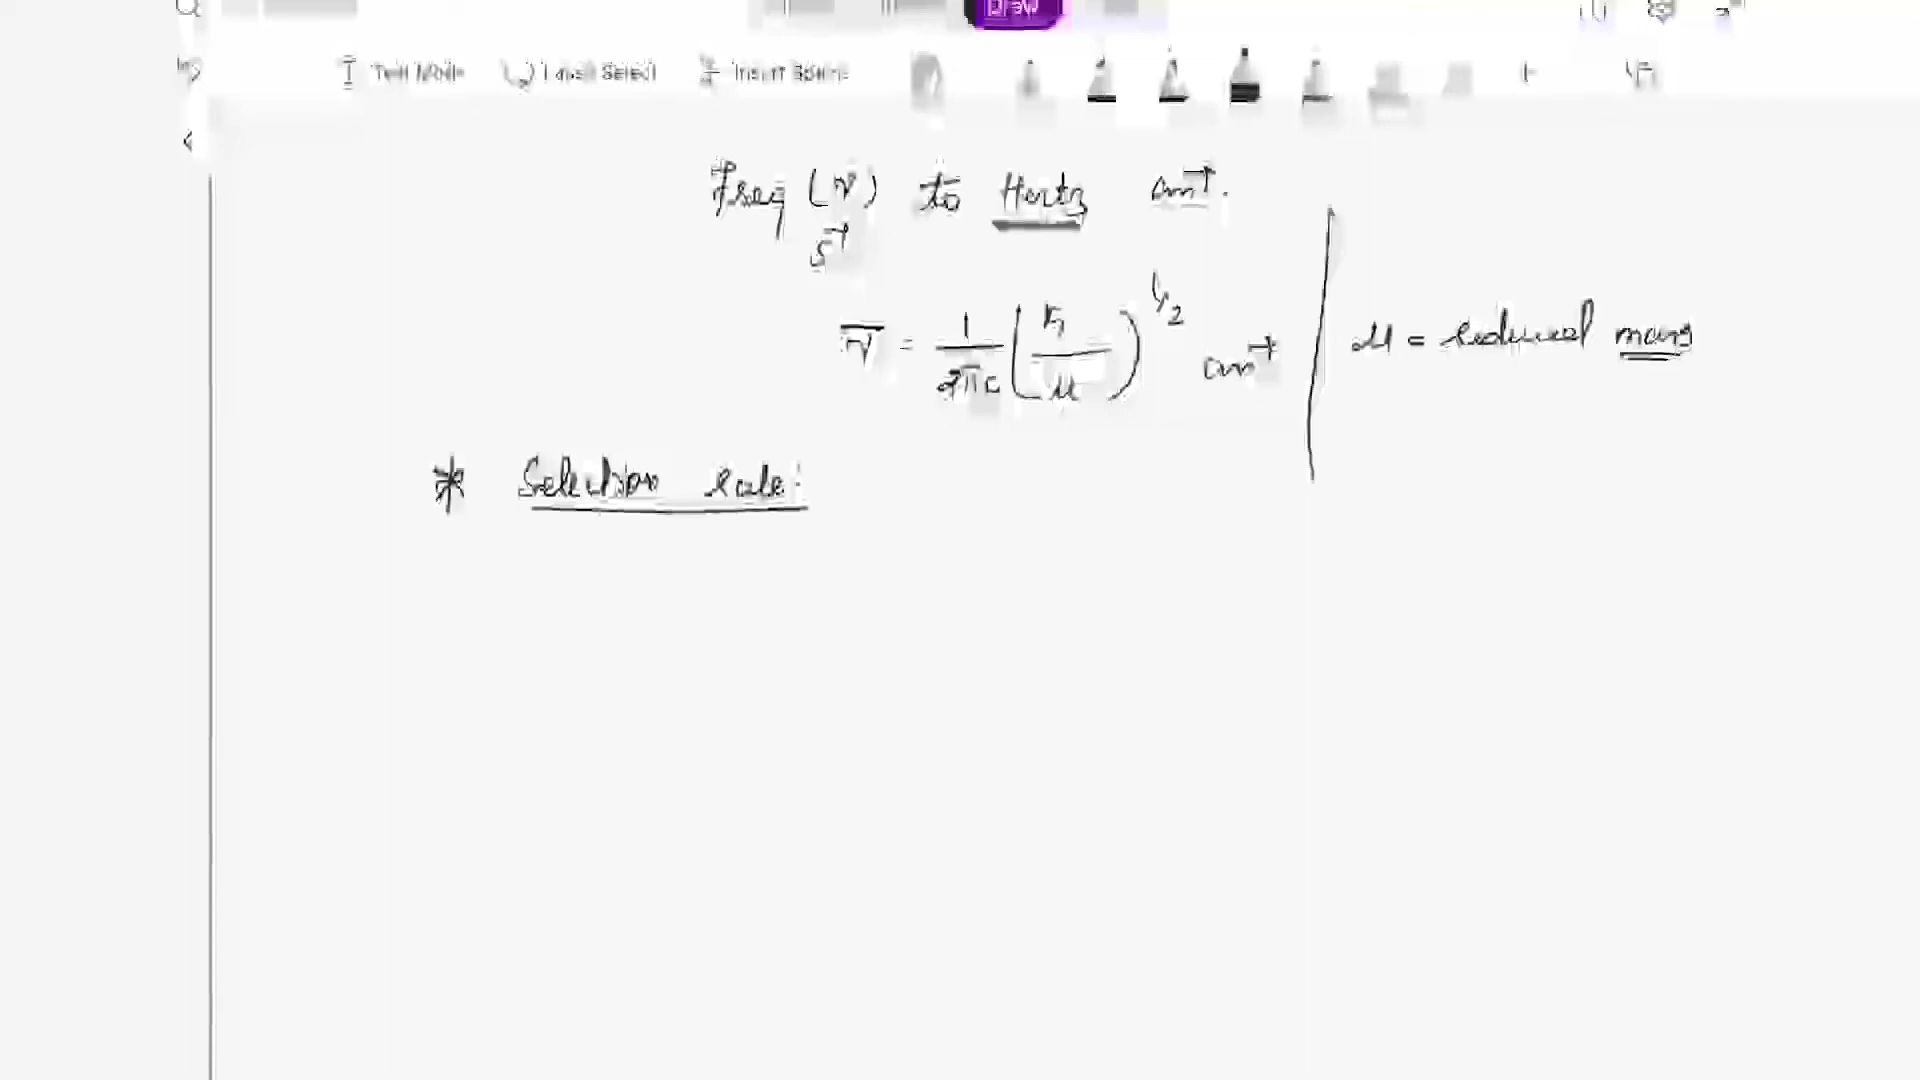 Draw
Text Mode Lasso Select Insert Space
Freq (ν) to Hertz cm⁻¹.
s⁻¹
ν̅ = 1/2πc (k/μ)^1/2 cm⁻¹
μ = reduced mass
* Selection rule: